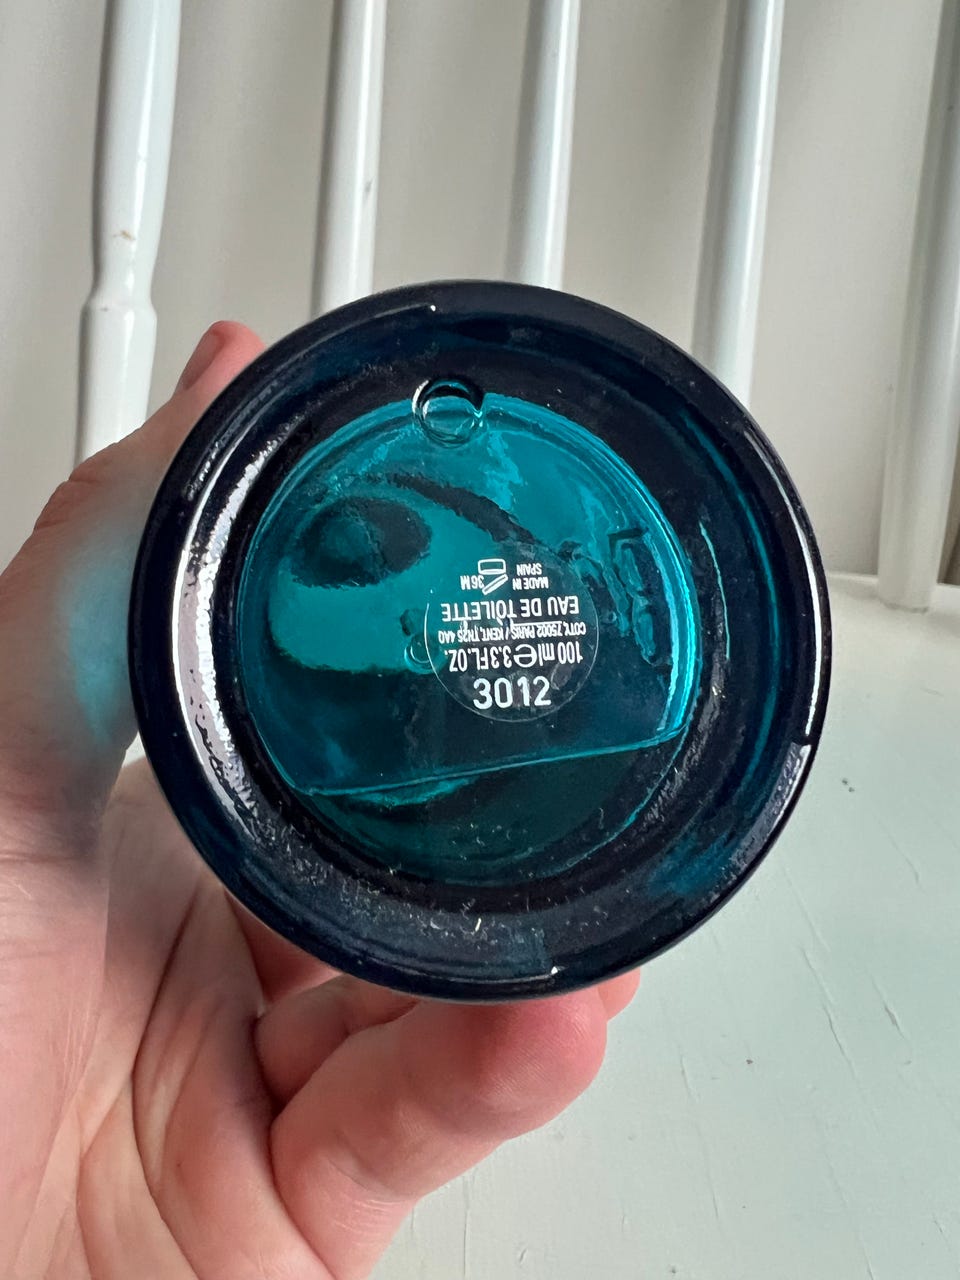 3012
100 ml ℮ 3.3 FL.OZ.
COTY, 75002 PARIS / KENT, TN25 4AQ
EAU DE TOILETTE
MADE IN
SPAIN
36M